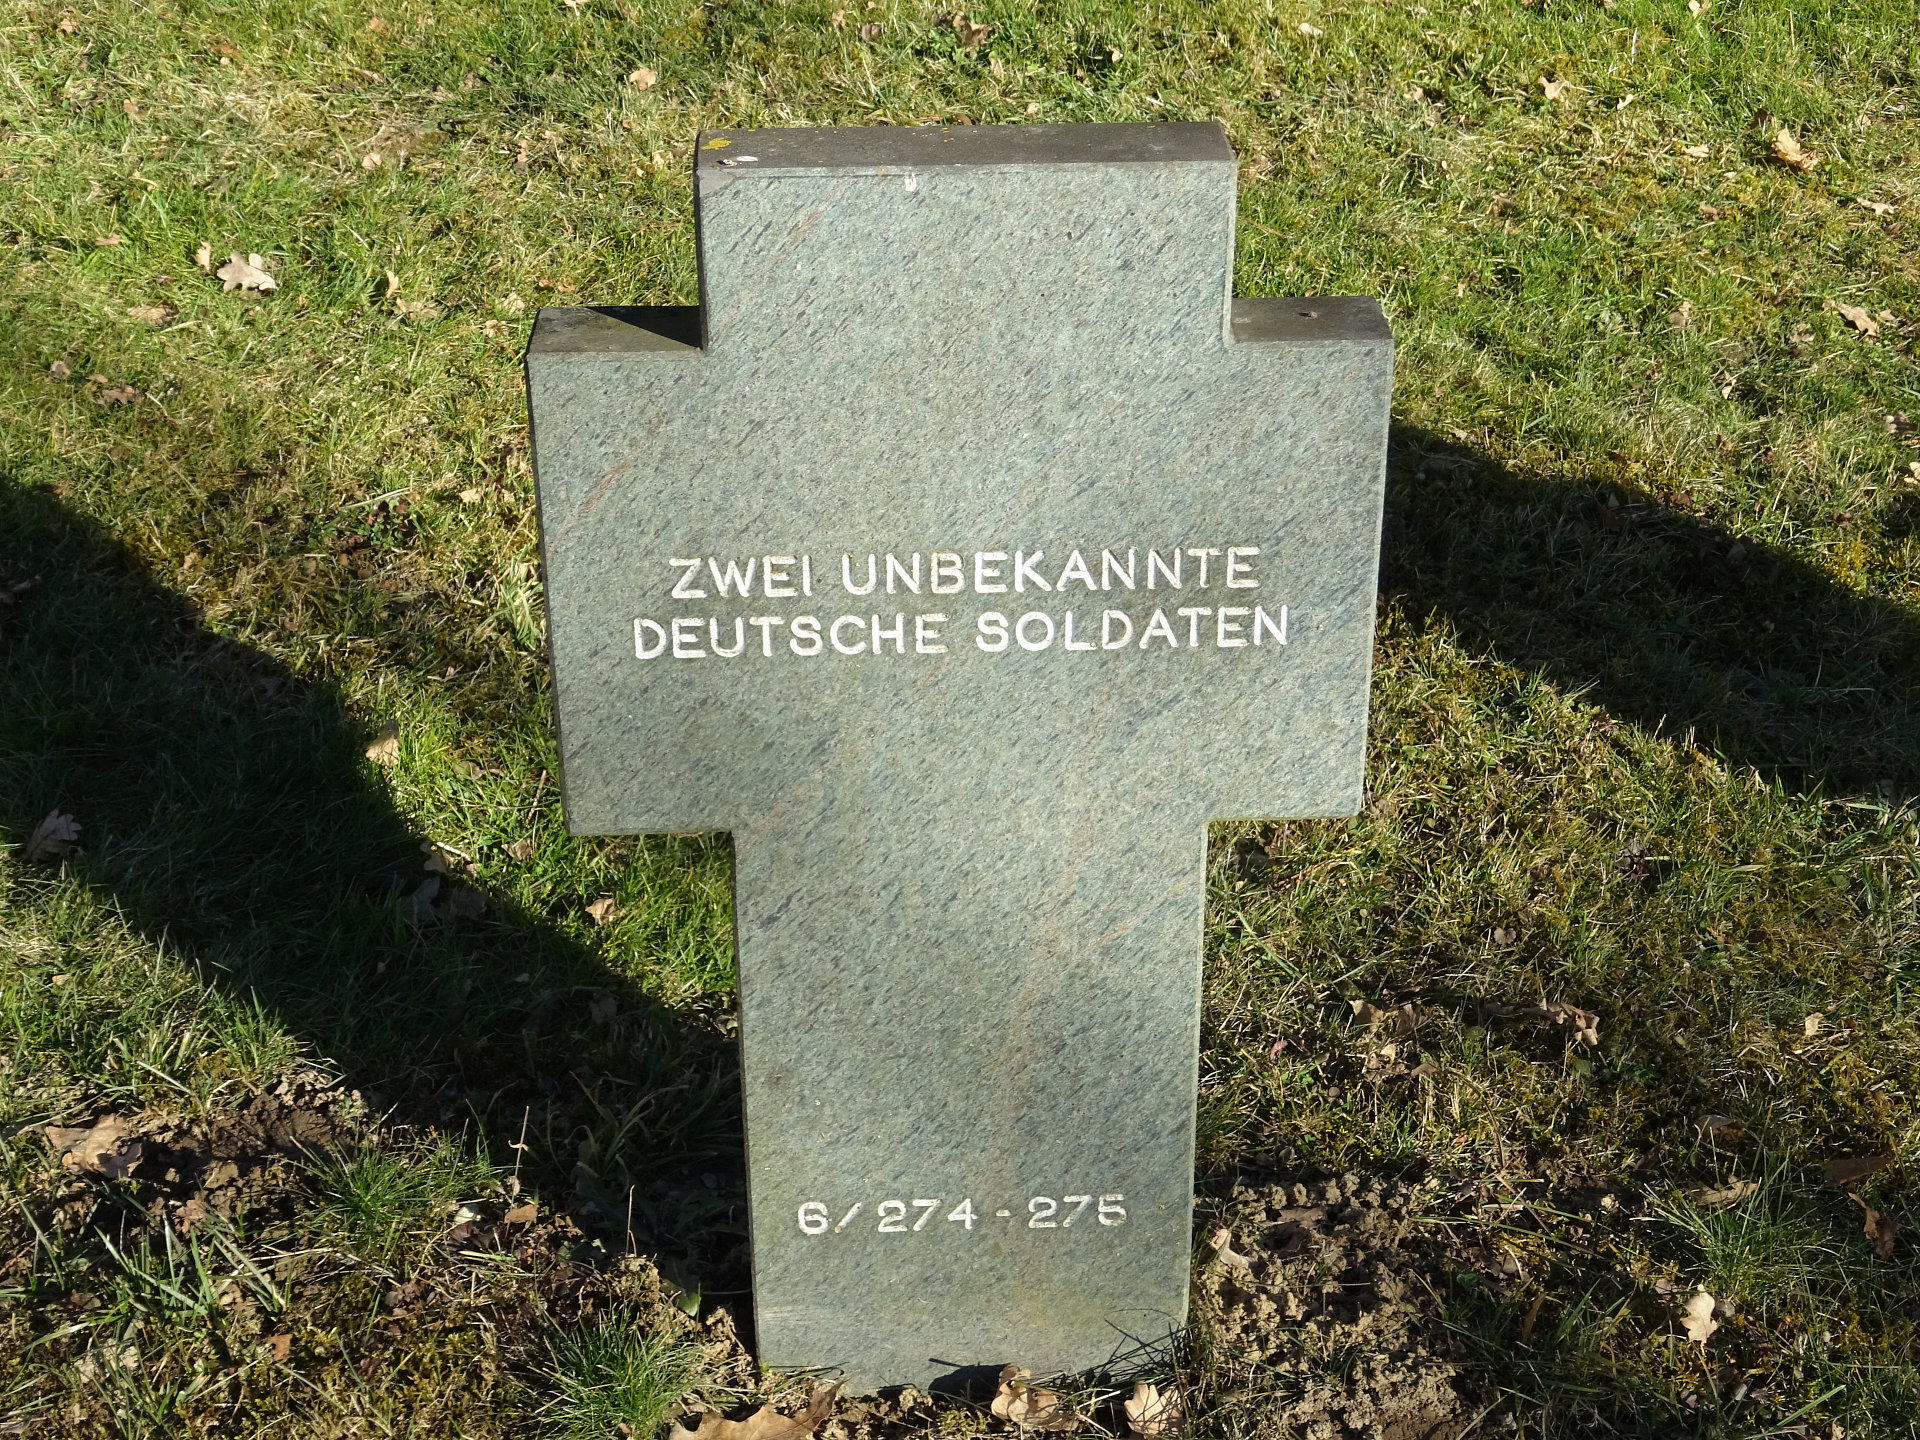 ZWEI UNBEKANNTE
DEUTSCHE SOLDATEN
6/274-275